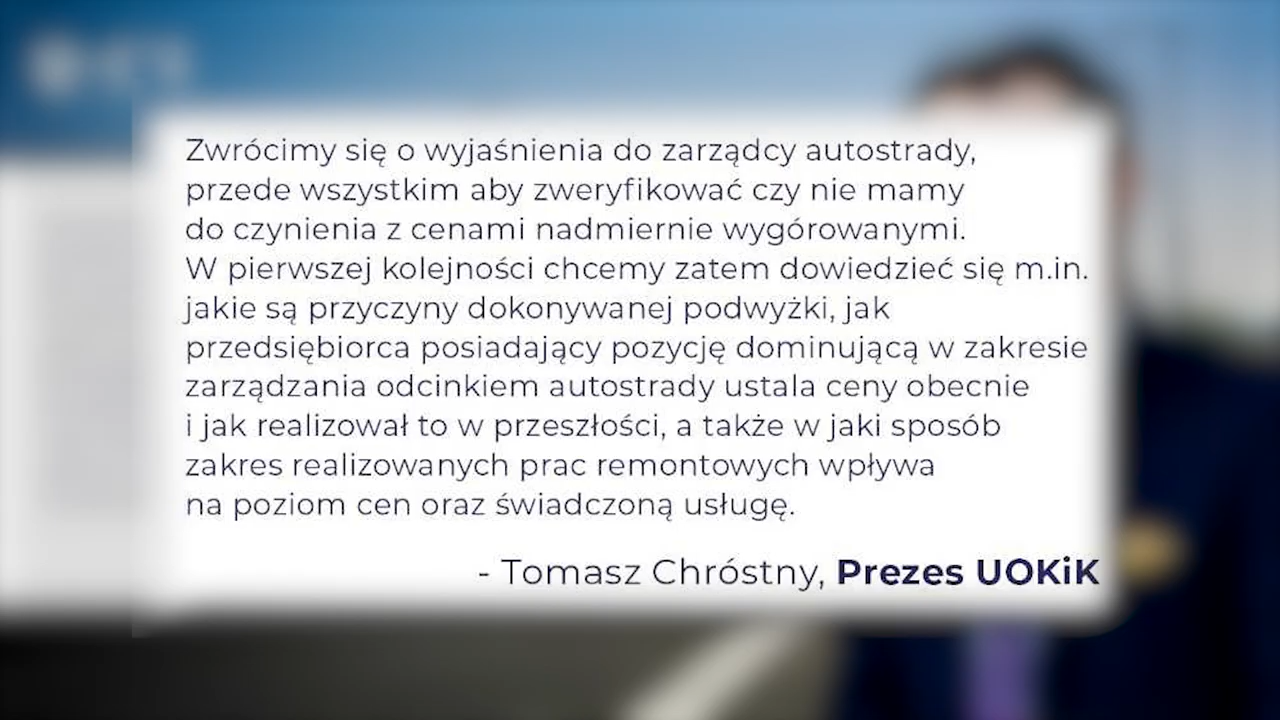 Zwrócimy się o wyjaśnienia do zarządcy autostrady,
przede wszystkim aby zweryfikować czy nie mamy
do czynienia z cenami nadmiernie wygórowanymi.
W pierwszej kolejności chcemy zatem dowiedzieć się m.in.
jakie są przyczyny dokonywanej podwyżki, jak
przedsiębiorca posiadający pozycję dominującą w zakresie
zarządzania odcinkiem autostrady ustala ceny obecnie
i jak realizował to w przeszłości, a także w jaki sposób
zakres realizowanych prac remontowych wpływa
na poziom cen oraz świadczoną usługę.
- Tomasz Chróstny, Prezes UOKiK